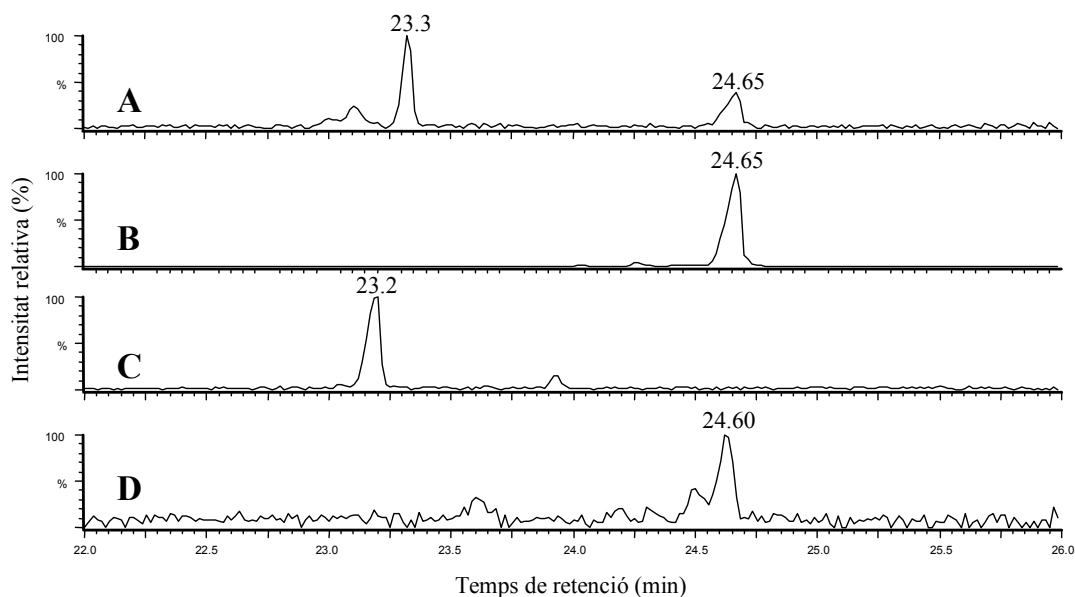 23.3
100
%
A
24.65
100
%
B
24.65
100
%
C
23.2
100
%
D
24.60
22.0 22.5 23.0 23.5 24.0 24.5 25.0 25.5 26.0
Intensitat relativa (%)
Temps de retenció (min)